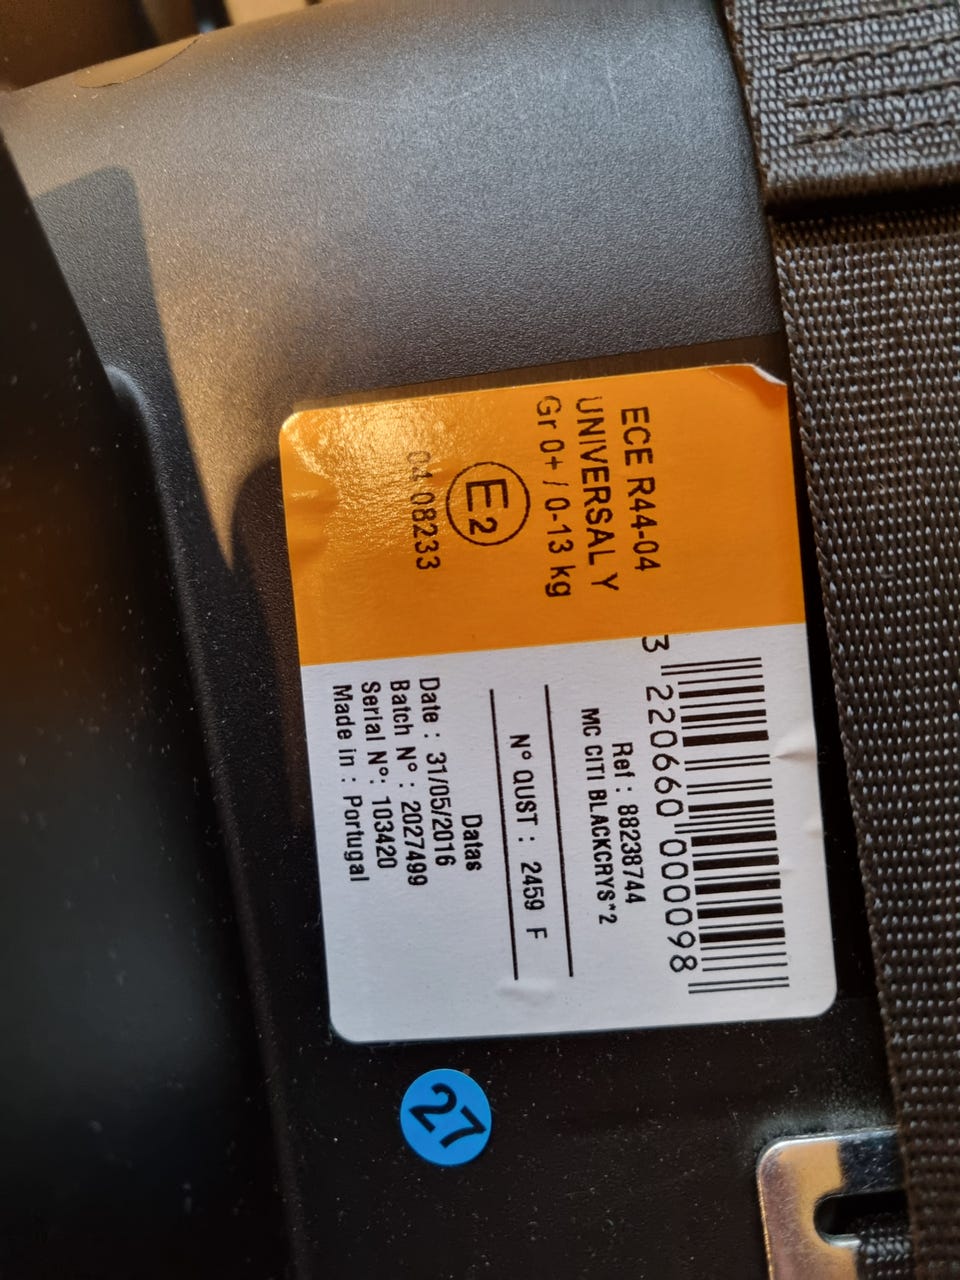 ECE R44-04
UNIVERSAL Y
Gr 0+ / 0-13 kg
E2
04 08233
3 220660 000098
Ref : 88238744
MC CITI BLACKCRYS*2
N° QUST : 2459 F
Datas
Date : 31/05/2016
Batch N° : 2027499
Serial N°: 103420
Made in : Portugal
27